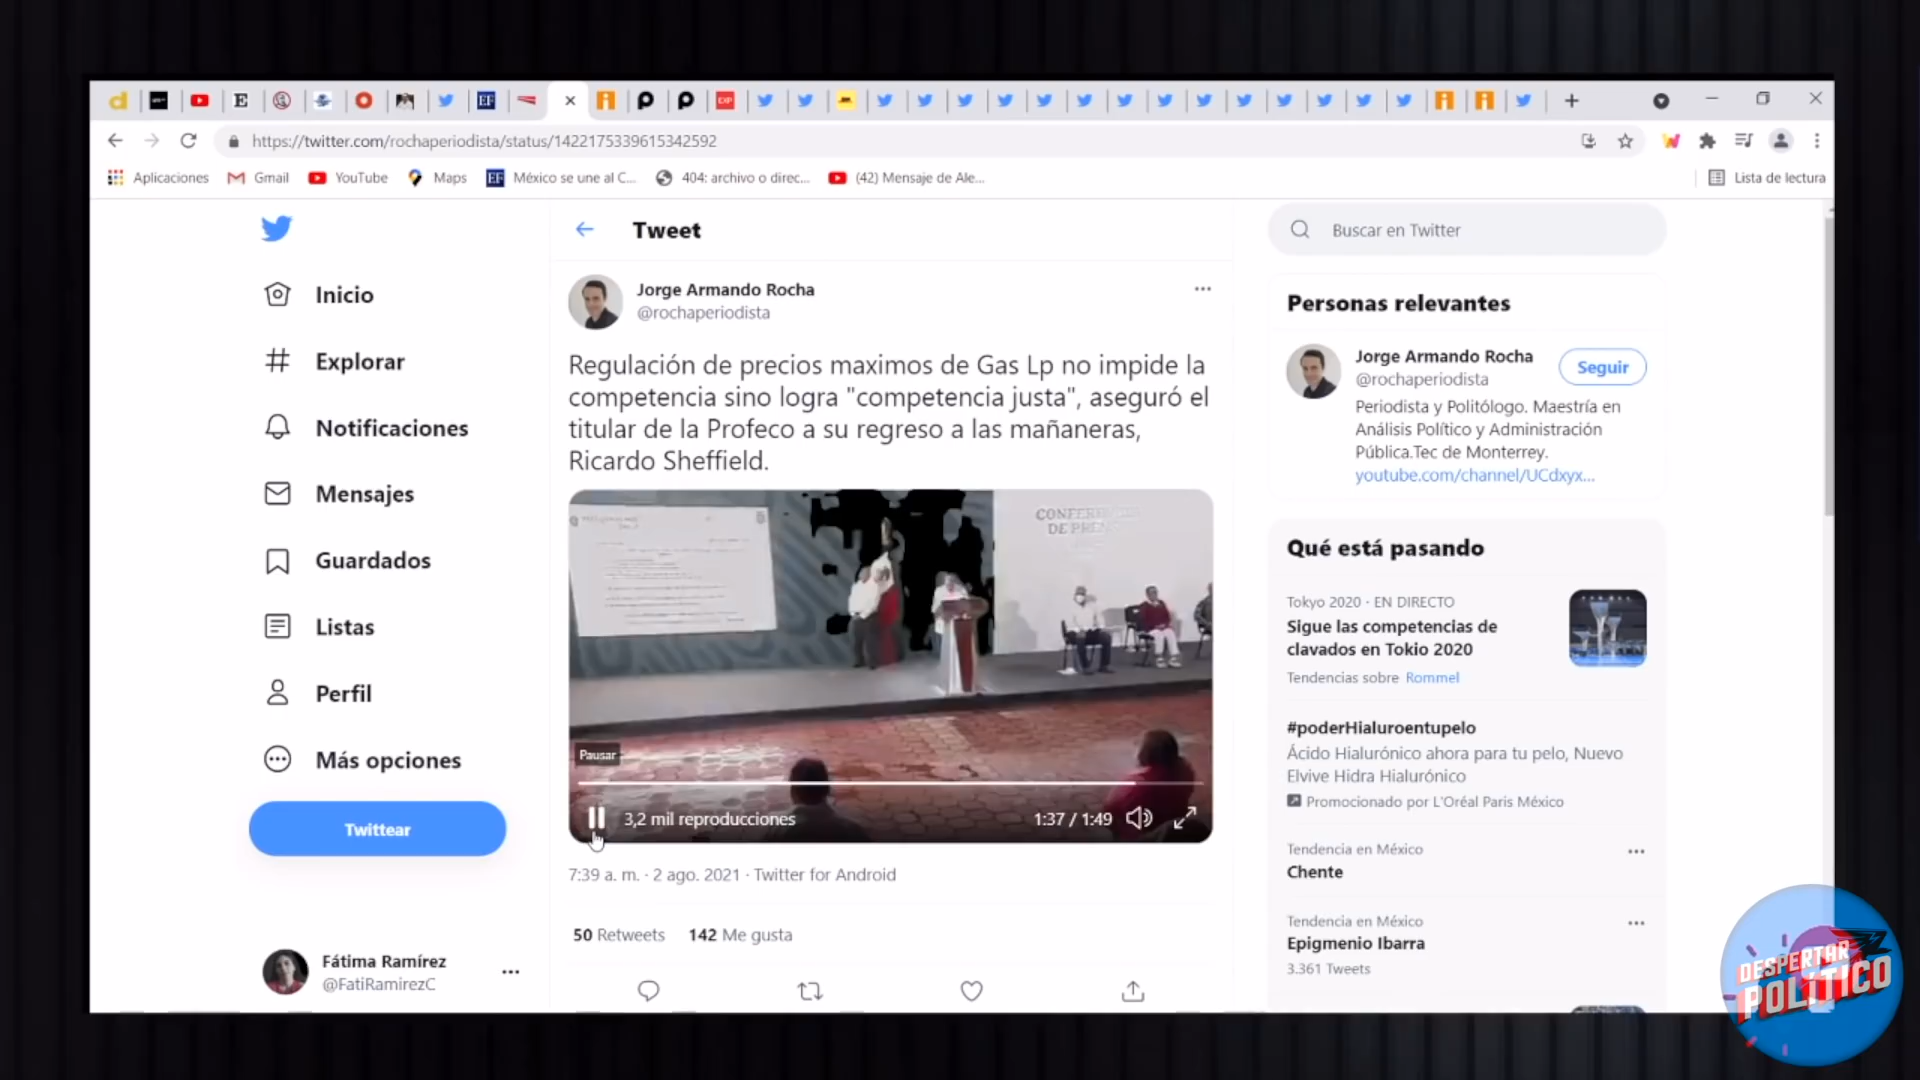 https://twitter.com/rochaperiodista/status/1422175339615342592
Aplicaciones
Gmail
YouTube
Maps
EF
México se une al C...
404: archivo o direc...
(42) Mensaje de Ale...
Lista de lectura
Tweet
Buscar en Twitter
Inicio
Explorar
Notificaciones
Mensajes
Guardados
Listas
Perfil
Más opciones
Twittear
Fátima Ramírez
@FatiRamirezC
Jorge Armando Rocha
@rochaperiodista
Regulación de precios maximos de Gas Lp no impide la
competencia sino logra "competencia justa", aseguró el
titular de la Profeco a su regreso a las mañaneras,
Ricardo Sheffield.
CONFERENCIA
DE PRENSA
Pausar
3,2 mil reproducciones
1:37 / 1:49
7:39 a. m. · 2 ago. 2021 · Twitter for Android
50 Retweets 142 Me gusta
Personas relevantes
Jorge Armando Rocha
@rochaperiodista
Seguir
Periodista y Politólogo. Maestría en
Análisis Político y Administración
Pública.Tec de Monterrey.
youtube.com/channel/UCdxyx...
Qué está pasando
Tokyo 2020 · EN DIRECTO
Sigue las competencias de
clavados en Tokio 2020
Tendencias sobre Rommel
#poderHialuroentupelo
Ácido Hialurónico ahora para tu pelo, Nuevo
Elvive Hidra Hialurónico
Promocionado por L'Oréal Paris México
Tendencia en México
Chente
Tendencia en México
Epigmenio Ibarra
3.361 Tweets
DESPERTAR
POLÍTICO